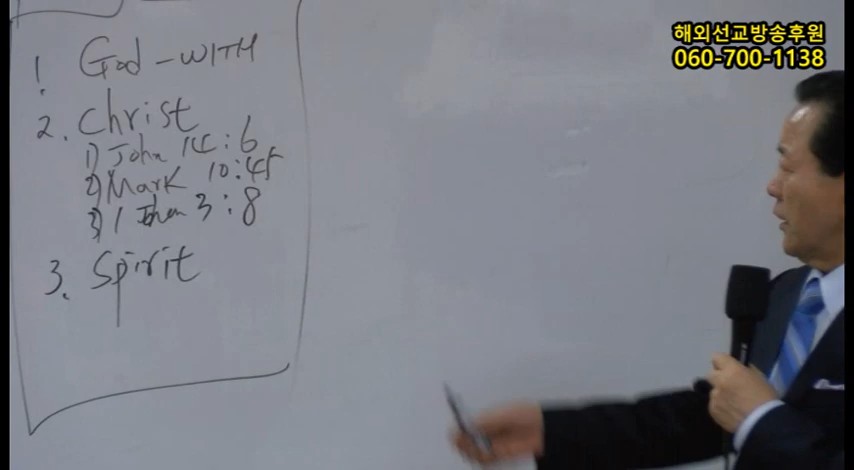 해외선교방송후원
060-700-1138
1. God - WITH
2. Christ
1) John 14:6
2) Mark 10:45
3) 1 John 3:8
3. Spirit